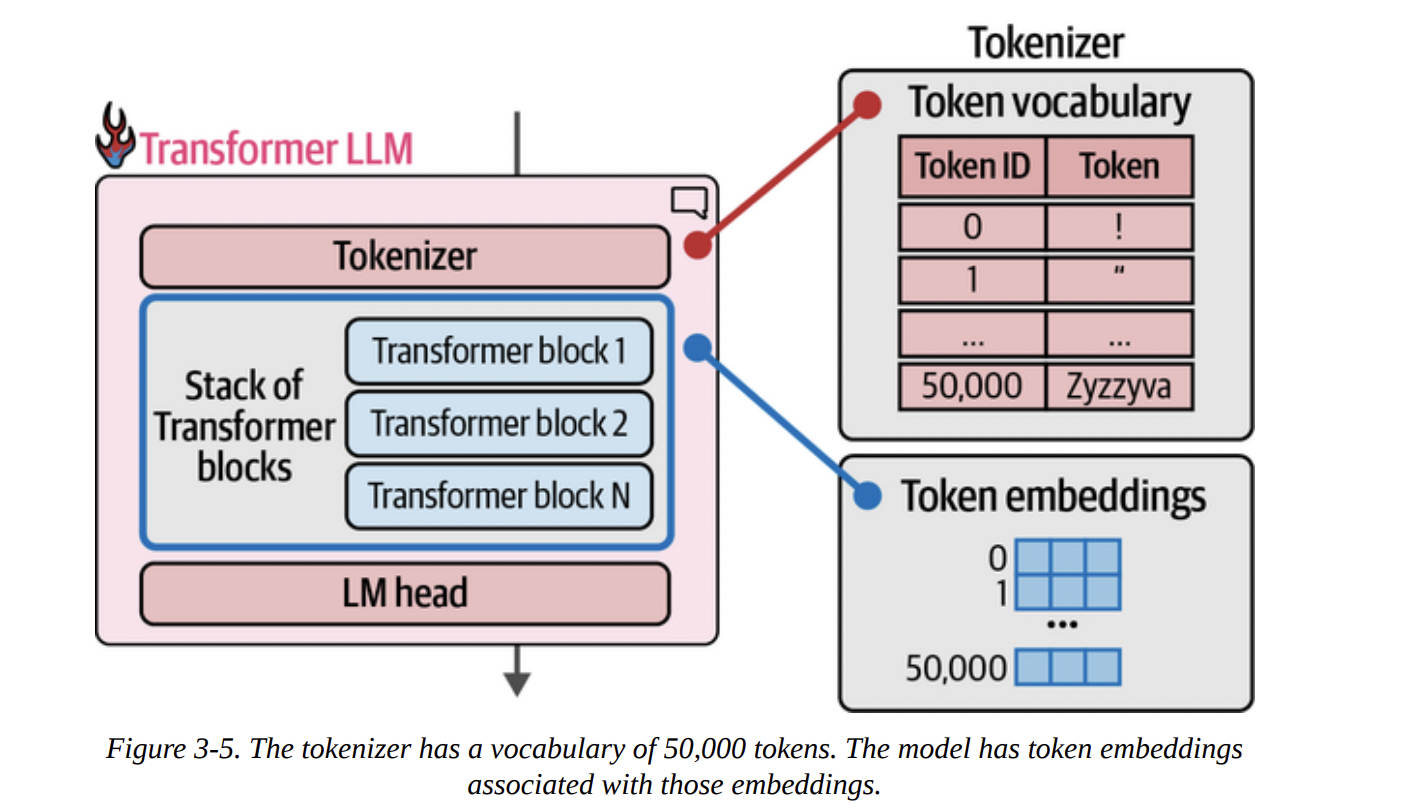 Transformer LLM
Tokenizer
Stack of
Transformer
blocks
Transformer block 1
Transformer block 2
Transformer block N
LM head
Tokenizer
Token vocabulary
Token ID Token
0 !
1 "
... ...
50,000 Zyzzyva
Token embeddings
0
1
...
50,000
Figure 3-5. The tokenizer has a vocabulary of 50,000 tokens. The model has token embeddings
associated with those embeddings.